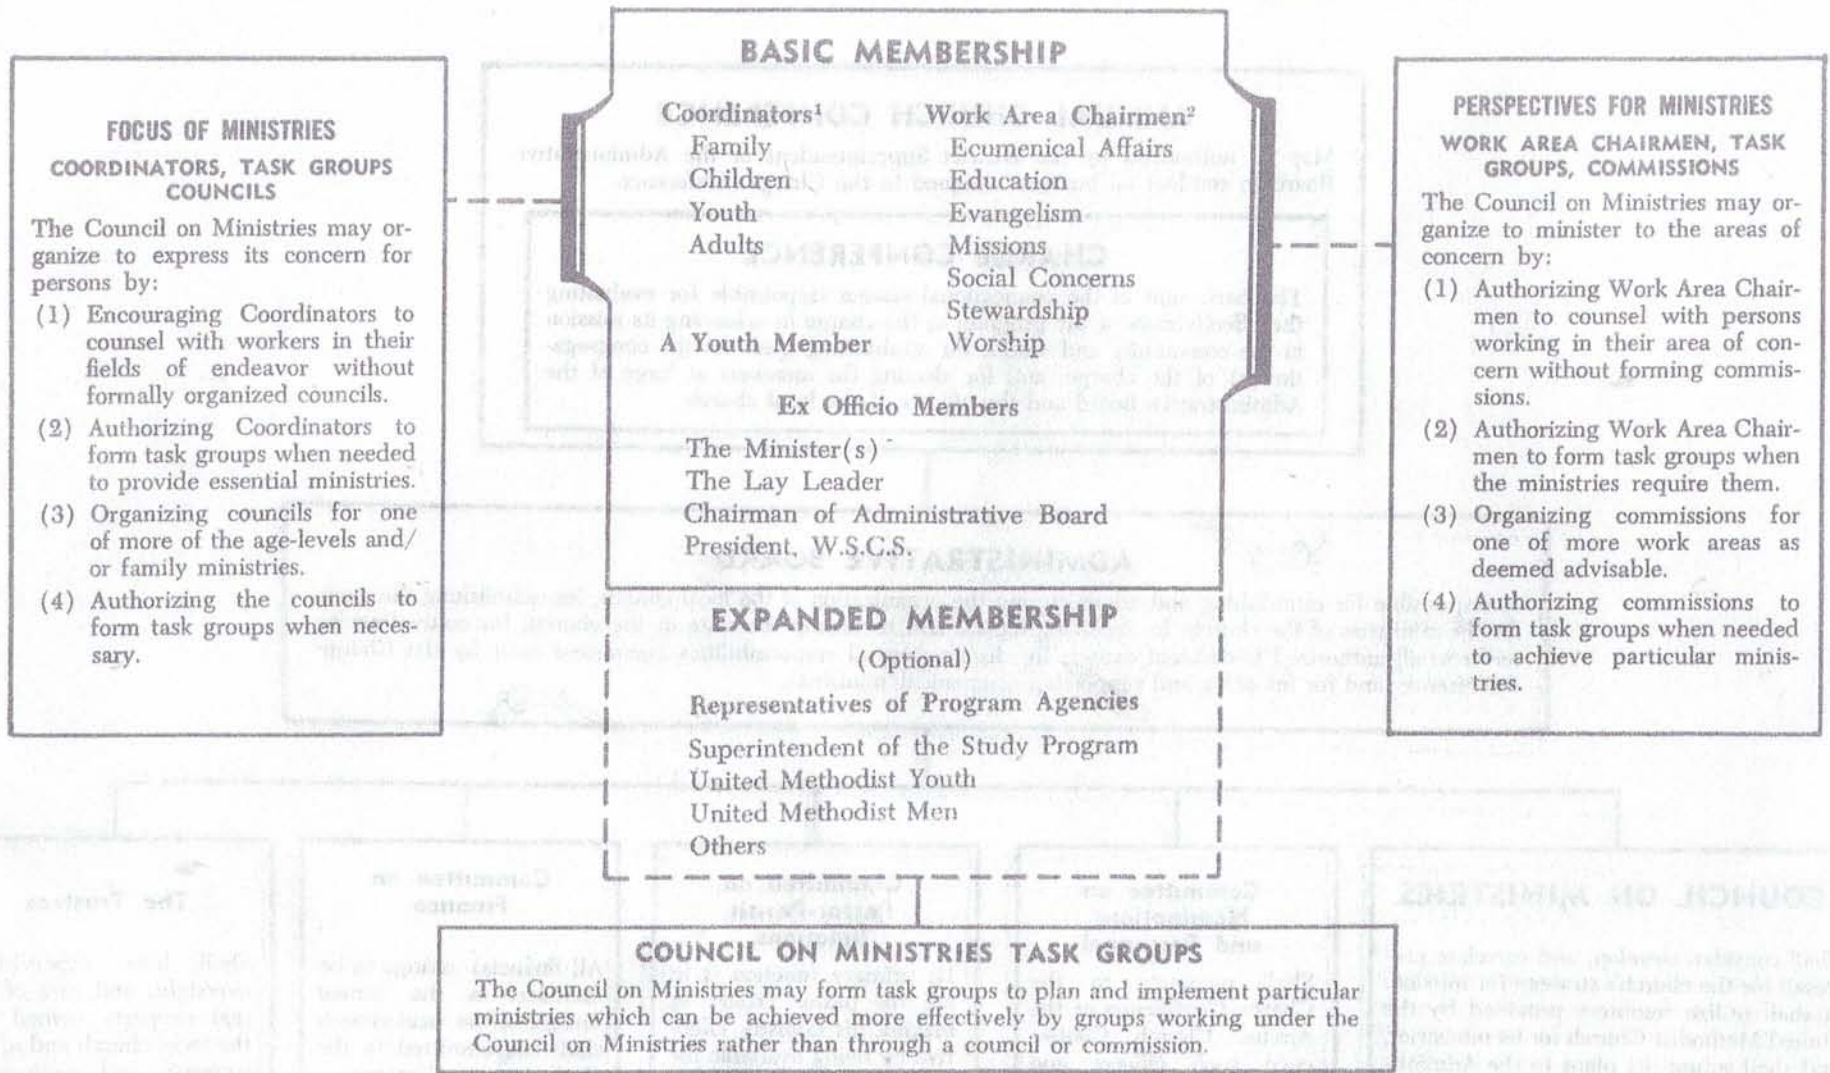 FOCUS OF MINISTRIES
COORDINATORS, TASK GROUPS
COUNCILS
The Council on Ministries may or-
ganize to express its concern for
persons by:
(1) Encouraging Coordinators to
counsel with workers in their
fields of endeavor without
formally organized councils.
(2) Authorizing Coordinators to
form task groups when needed
to provide essential ministries.
(3) Organizing councils for one
of more of the age-levels and/
or family ministries.
(4) Authorizing the councils to
form task groups when neces-
sary.
BASIC MEMBERSHIP
Coordinators¹
Family
Children
Youth
Adults
A Youth Member
Work Area Chairmen²
Ecumenical Affairs
Education
Evangelism
Missions
Social Concerns
Stewardship
Worship
Ex Officio Members
The Minister(s)
The Lay Leader
Chairman of Administrative Board
President, W.S.C.S.
EXPANDED MEMBERSHIP
(Optional)
Representatives of Program Agencies
Superintendent of the Study Program
United Methodist Youth
United Methodist Men
Others
PERSPECTIVES FOR MINISTRIES
WORK AREA CHAIRMEN, TASK
GROUPS, COMMISSIONS
The Council on Ministries may or-
ganize to minister to the areas of
concern by:
(1) Authorizing Work Area Chair-
men to counsel with persons
working in their area of con-
cern without forming commis-
sions.
(2) Authorizing Work Area Chair-
men to form task groups when
the ministries require them.
(3) Organizing commissions for
one of more work areas as
deemed advisable.
(4) Authorizing commissions to
form task groups when needed
to achieve particular minis-
tries.
COUNCIL ON MINISTRIES TASK GROUPS
The Council on Ministries may form task groups to plan and implement particular
ministries which can be achieved more effectively by groups working under the
Council on Ministries rather than through a council or commission.